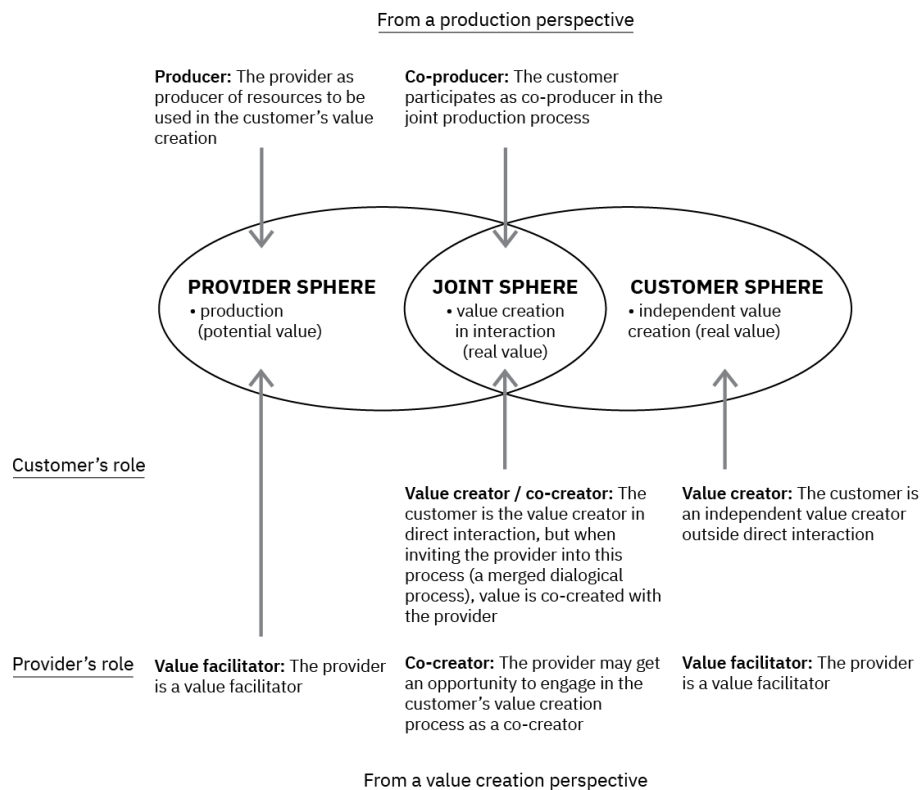 From a production perspective
Producer: The provider as
producer of resources to be
used in the customer’s value
creation
Co-producer: The customer
participates as co-producer in the
joint production process
PROVIDER SPHERE
• production
(potential value)
JOINT SPHERE
• value creation
in interaction
(real value)
CUSTOMER SPHERE
• independent value
creation (real value)
Customer’s role
Value creator / co-creator: The
customer is the value creator in
direct interaction, but when
inviting the provider into this
process (a merged dialogical
process), value is co-created with
the provider
Value creator: The customer is
an independent value creator
outside direct interaction
Provider’s role
Value facilitator: The provider
is a value facilitator
Co-creator: The provider may get
an opportunity to engage in the
customer’s value creation
process as a co-creator
Value facilitator: The provider
is a value facilitator
From a value creation perspective